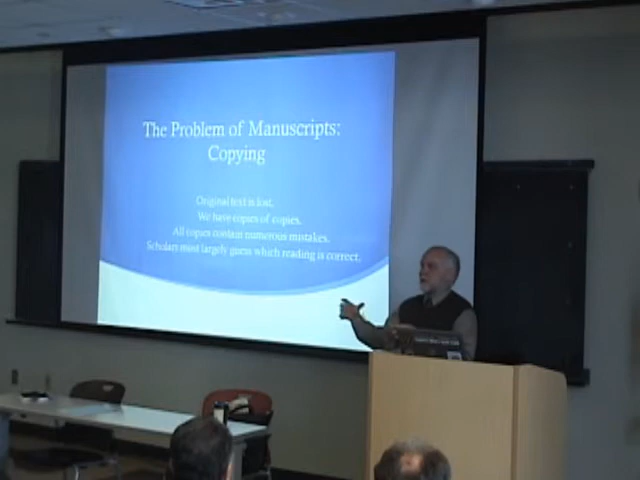 The Problem of Manuscripts:
Copying
Original text is lost.
We have copies of copies.
All copies contain numerous mistakes.
Scholars must largely guess which reading is correct.